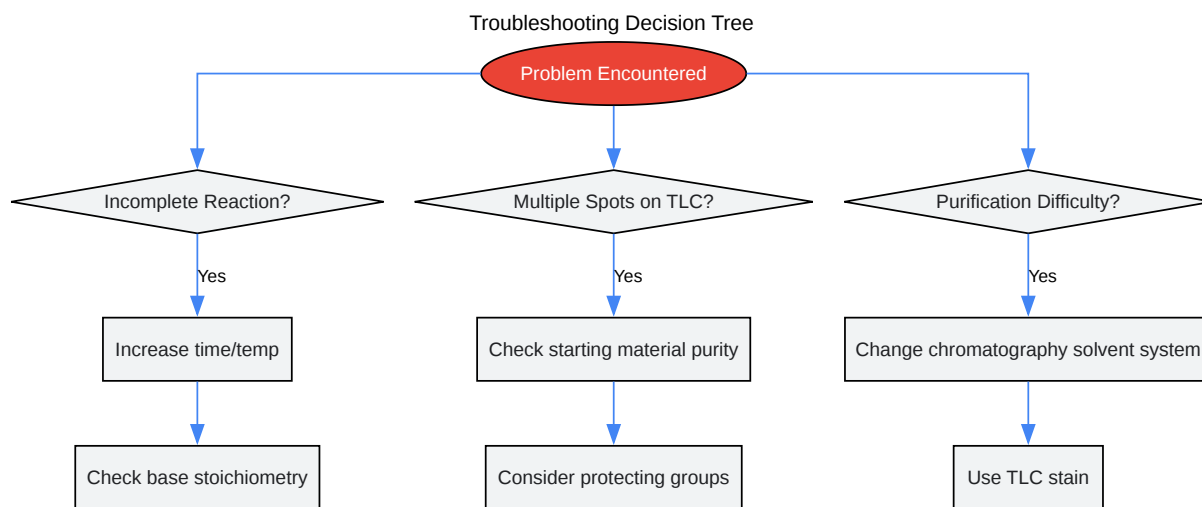 Troubleshooting Decision Tree
Problem Encountered
Incomplete Reaction?
Multiple Spots on TLC?
Purification Difficulty?
Yes
Yes
Yes
Increase time/temp
Check starting material purity
Change chromatography solvent system
Check base stoichiometry
Consider protecting groups
Use TLC stain